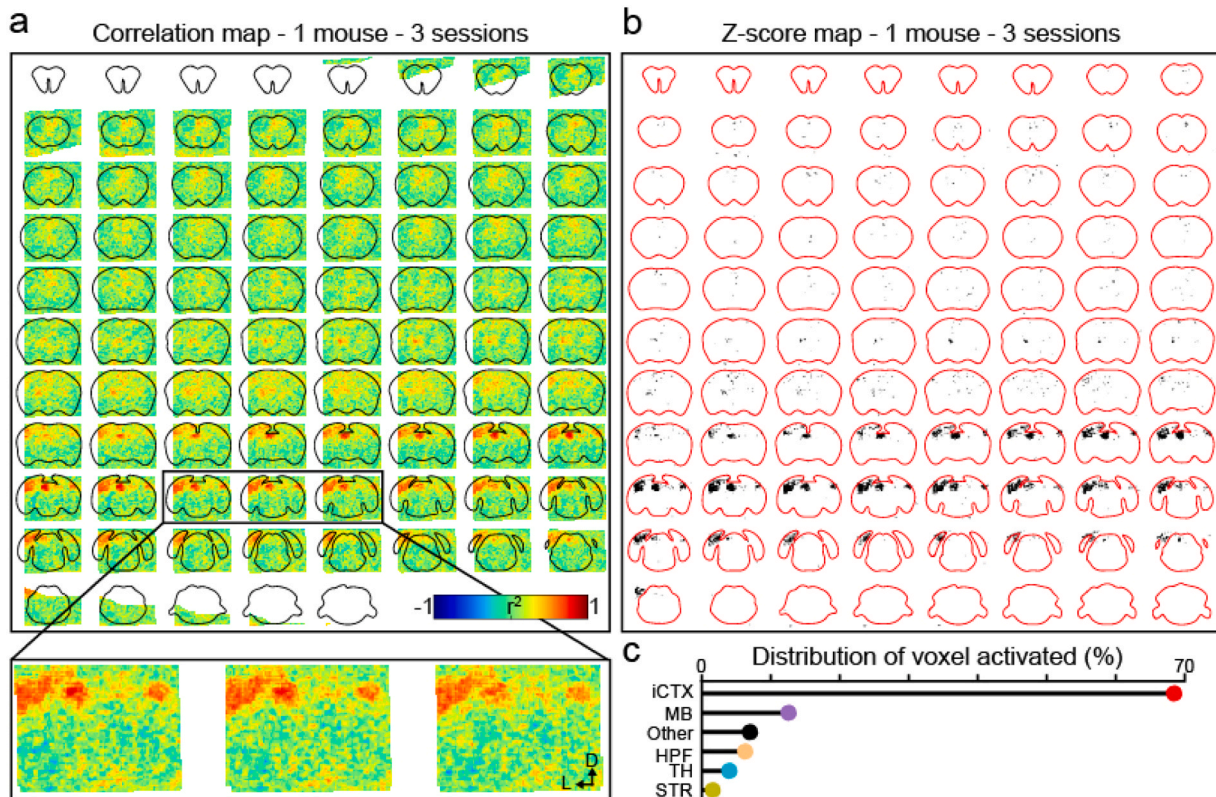 a
Correlation map - 1 mouse - 3 sessions
-1 r² 1
D
L
b
Z-score map - 1 mouse - 3 sessions
c
Distribution of voxel activated (%)
0 70
iCTX
MB
Other
HPF
TH
STR